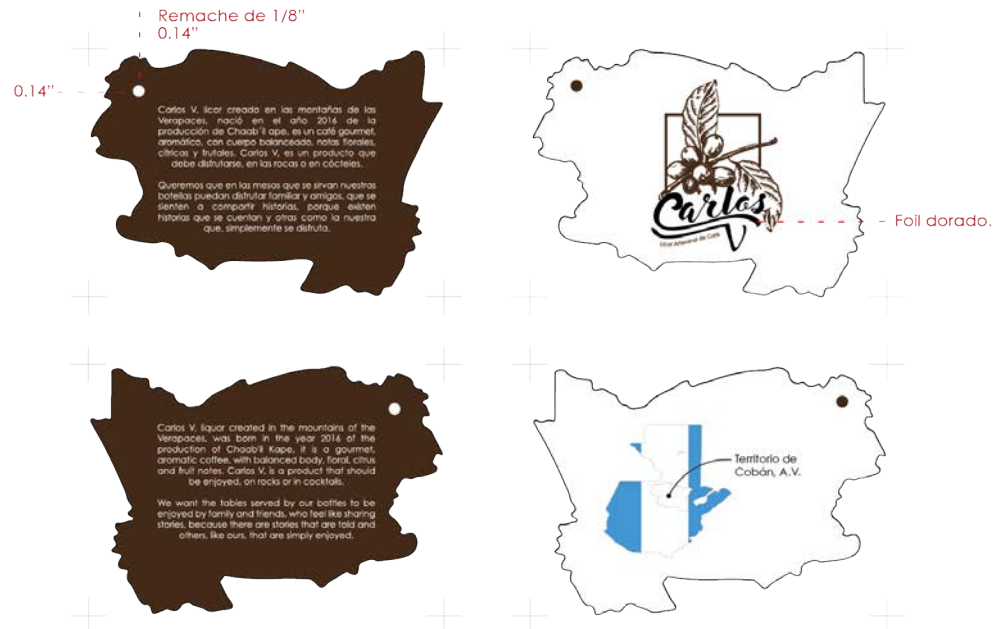 Remache de 1/8"
0.14"
0.14"
Carlos V, licor creado en las montañas de las
Verapaces, nació en el año 2016 de la
producción de Chaab´il ape, es un café gourmet,
aromático, con cuerpo balanceado, notas florales,
cítricas y frutales. Carlos V, es un producto que
debe disfrutarse, en las rocas o en cócteles.
Queremos que en las mesas que se sirvan nuestras
botellas puedan disfrutar familiar y amigos, que se
sienten a compartir historias, porque existen
historias que se cuentan y otras como la nuestra
que, simplemente se disfruta.
Carlos
V
Licor Artesanal de Café
Foil dorado.
Carlos V, liquor created in the mountains of the
Verapaces, was born in the year 2016 of the
production of Chaab'il Kape, it is a gourmet,
aromatic coffee, with balanced body, floral, citrus
and fruit notes. Carlos V, is a product that should
be enjoyed, on rocks or in cocktails.
We want the tables served by our bottles to be
enjoyed by family and friends, who feel like sharing
stories, because there are stories that are told and
others, like ours, that are simply enjoyed.
Territorio de
Cobán, A.V.